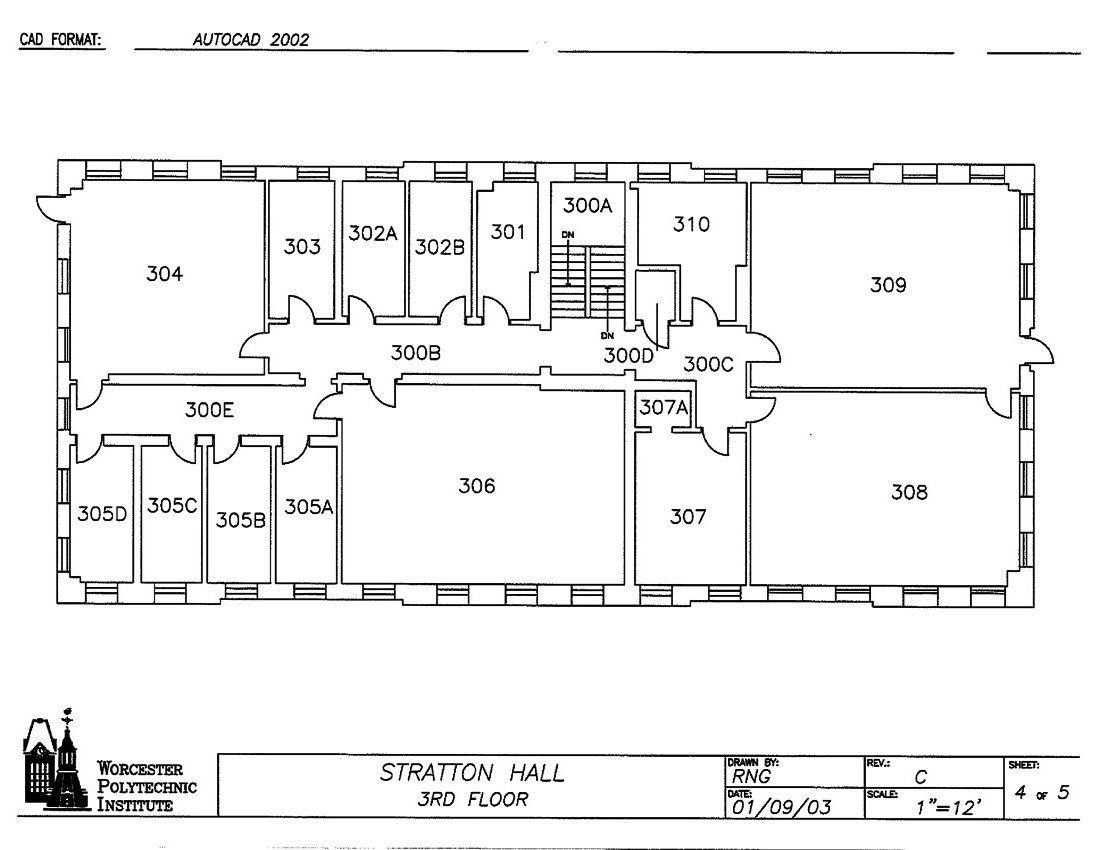 CAD FORMAT: AUTOCAD 2002
300A
310
301
302A
303
302B
DN
304
309
DN
300B
300D
300C
300E
307A
306
308
305A
305C
305D
305B
307
WORCESTER
POLYTECHNIC
INSTITUTE
STRATTON HALL
3RD FLOOR
DRAWN BY:
RNG
DATE:
01/09/03
REV.:
C
SCALE:
1"=12'
SHEET:
4 OF 5